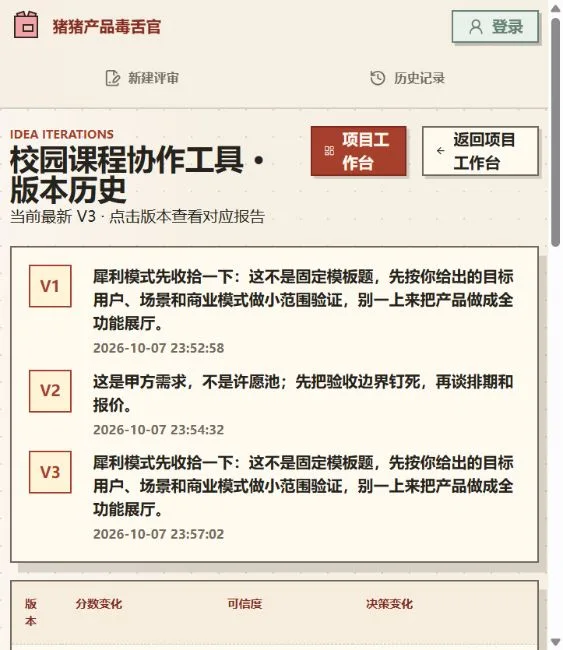 猪猪产品毒舌官
登录
新建评审
历史记录
IDEA ITERATIONS
校园课程协作工具 •
版本历史
当前最新 V3 · 点击版本查看对应报告
项目工
作台
返回项目
工作台
V1
犀利模式先收拾一下：这不是固定模板题，先按你给出的目标
用户、场景和商业模式做小范围验证，别一上来把产品做成全
功能展厅。
2026-10-07 23:52:58
V2
这是甲方需求，不是许愿池；先把验收边界钉死，再谈排期和
报价。
2026-10-07 23:54:32
V3
犀利模式先收拾一下：这不是固定模板题，先按你给出的目标
用户、场景和商业模式做小范围验证，别一上来把产品做成全
功能展厅。
2026-10-07 23:57:02
版
本
分数变化
可信度
决策变化